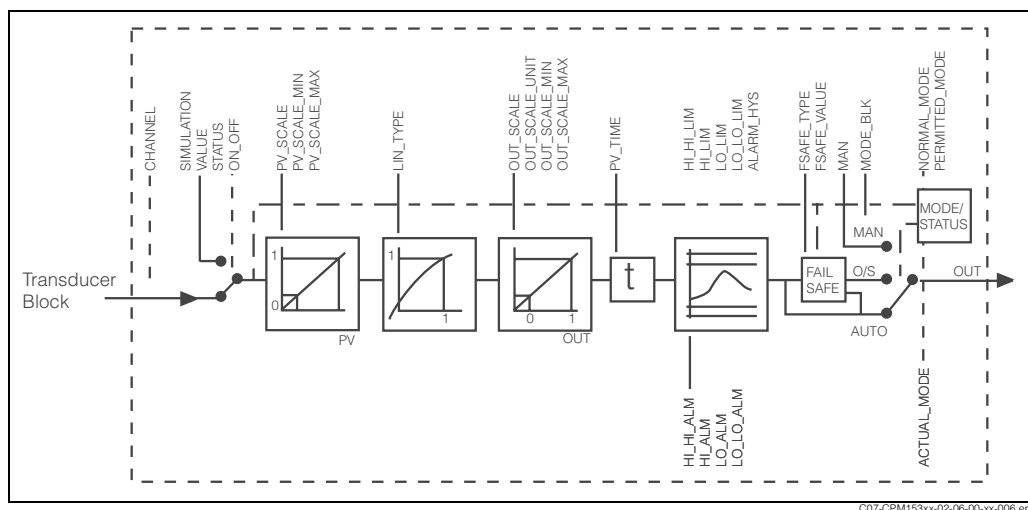 CHANNEL
SIMULATION
VALUE
STATUS
ON_OFF
PV_SCALE
PV_SCALE_MIN
PV_SCALE_MAX
LIN_TYPE
OUT_SCALE
OUT_SCALE_UNIT
OUT_SCALE_MIN
OUT_SCALE_MAX
PV_TIME
HI_HI_LIM
HI_LIM
LO_LIM
LO_LO_LIM
ALARM_HYS
FSAFE_TYPE
FSAFE_VALUE
MAN
MODE_BLK
NORMAL_MODE
PERMITTED_MODE
MODE/
STATUS
Transducer
Block
1
0
1
PV
1
1
0
1
OUT
t
FAIL
SAFE
MAN
O/S
AUTO
OUT
HI_HI_ALM
HI_ALM
LO_ALM
LO_LO_ALM
ACTUAL_MODE
C07-CPM153xx-02-06-00-xx-006.en